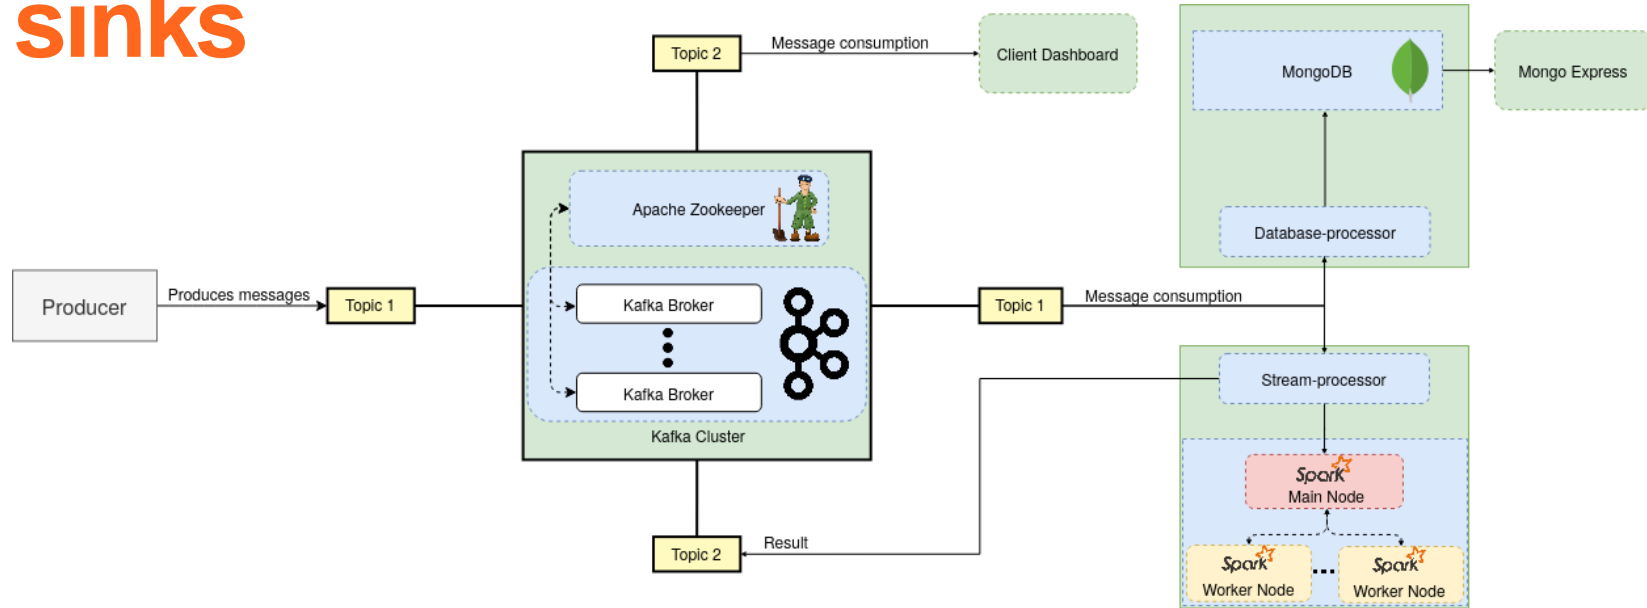 sinks
Topic 2
Message consumption
Client Dashboard
MongoDB
Mongo Express
Apache Zookeeper
Database-processor
Producer
Produces messages
Topic 1
Kafka Broker
Topic 1
Message consumption
Kafka Broker
Stream-processor
Kafka Cluster
Spark
Main Node
Topic 2
Result
Spark
Worker Node
Spark
Worker Node